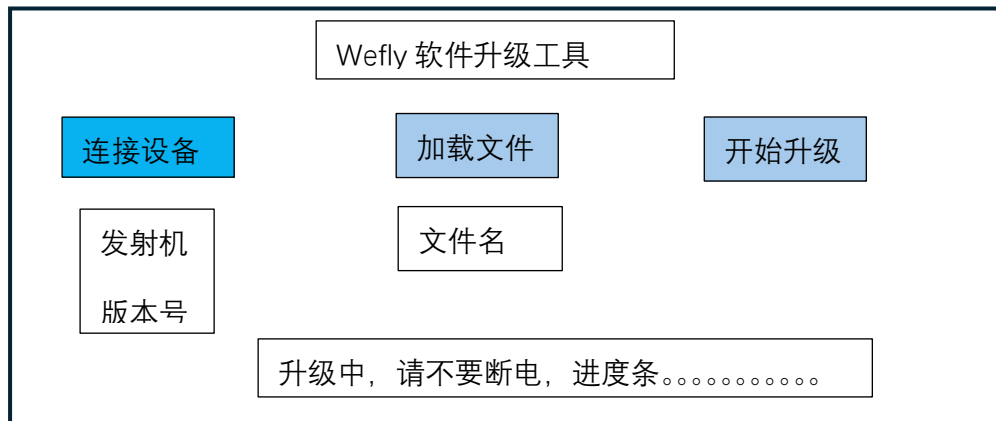 Wefly 软件升级工具
连接设备
加载文件
开始升级
发射机
版本号
文件名
升级中，请不要断电，进度条。。。。。。。。。。。